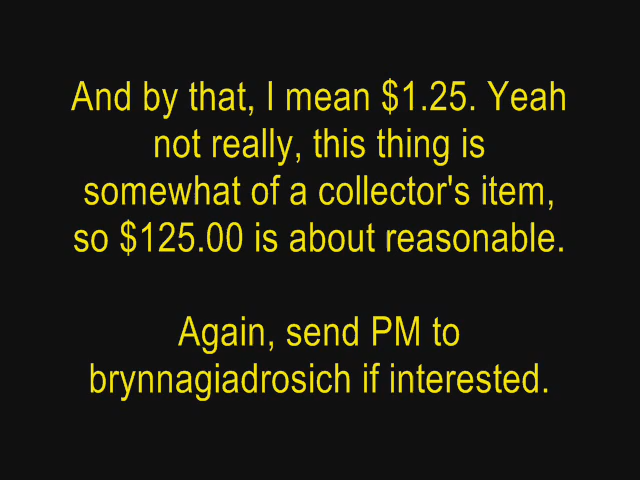 And by that, I mean $1.25. Yeah
not really, this thing is
somewhat of a collector's item,
so $125.00 is about reasonable.
Again, send PM to
brynnagiadrosich if interested.